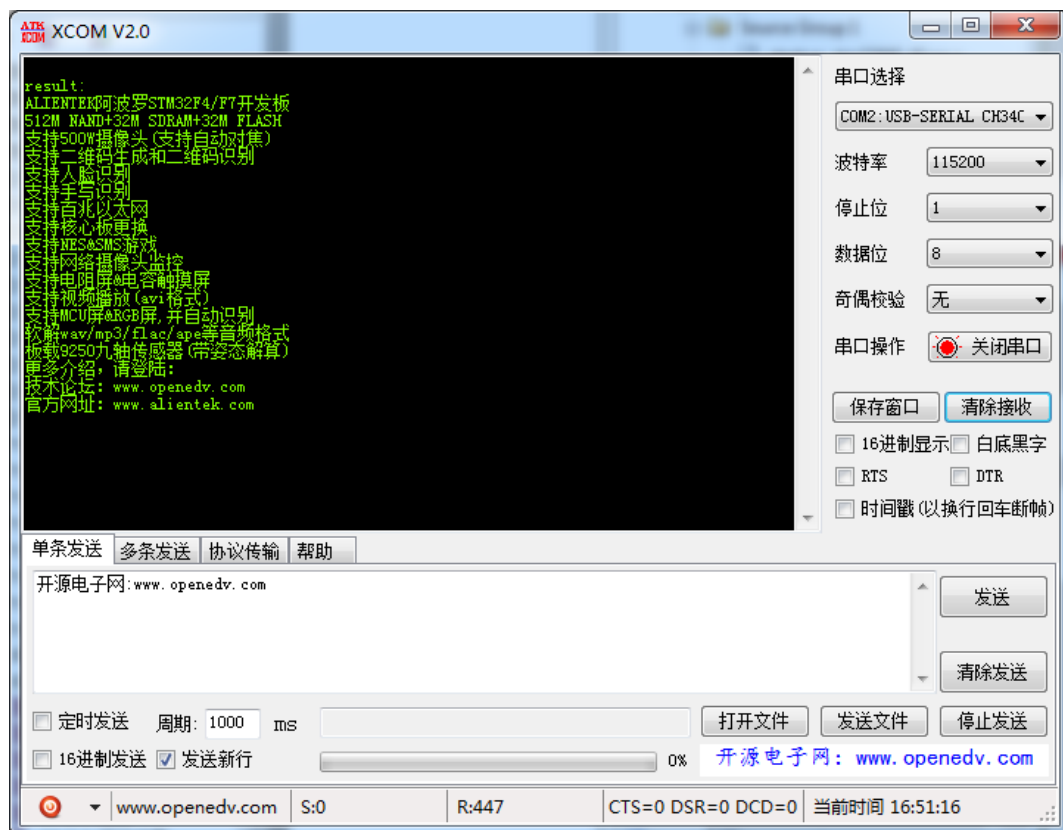 ATK XCOM XCOM V2.0
result:
ALIENTEK阿波罗STM32F4/F7开发板
512M NAND+32M SDRAM+32M FLASH
支持500W摄像头(支持自动对焦)
支持二维码生成和二维码识别
支持人脸识别
支持手写识别
支持百兆以太网
支持核心板更换
支持NES&SMS游戏
支持网络摄像头监控
支持电阻屏&电容触摸屏
支持视频播放(avi格式)
支持MCU屏&RGB屏,并自动识别
软解wav/mp3/flac/ape等音频格式
板载9250九轴传感器(带姿态解算)
更多介绍，请登陆：
技术论坛：www.openedv.com
官方网址：www.alientek.com
串口选择
COM2:USB-SERIAL CH340
波特率 115200
停止位 1
数据位 8
奇偶校验 无
串口操作 关闭串口
保存窗口 清除接收
16进制显示 白底黑字
RTS DTR
时间戳(以换行回车断帧)
单条发送 多条发送 协议传输 帮助
开源电子网:www.openedv.com
发送
清除发送
定时发送 周期: 1000 ms 打开文件 发送文件 停止发送
16进制发送 发送新行 0% 开源电子网：www.openedv.com
www.openedv.com S:0 R:447 CTS=0 DSR=0 DCD=0 当前时间 16:51:16